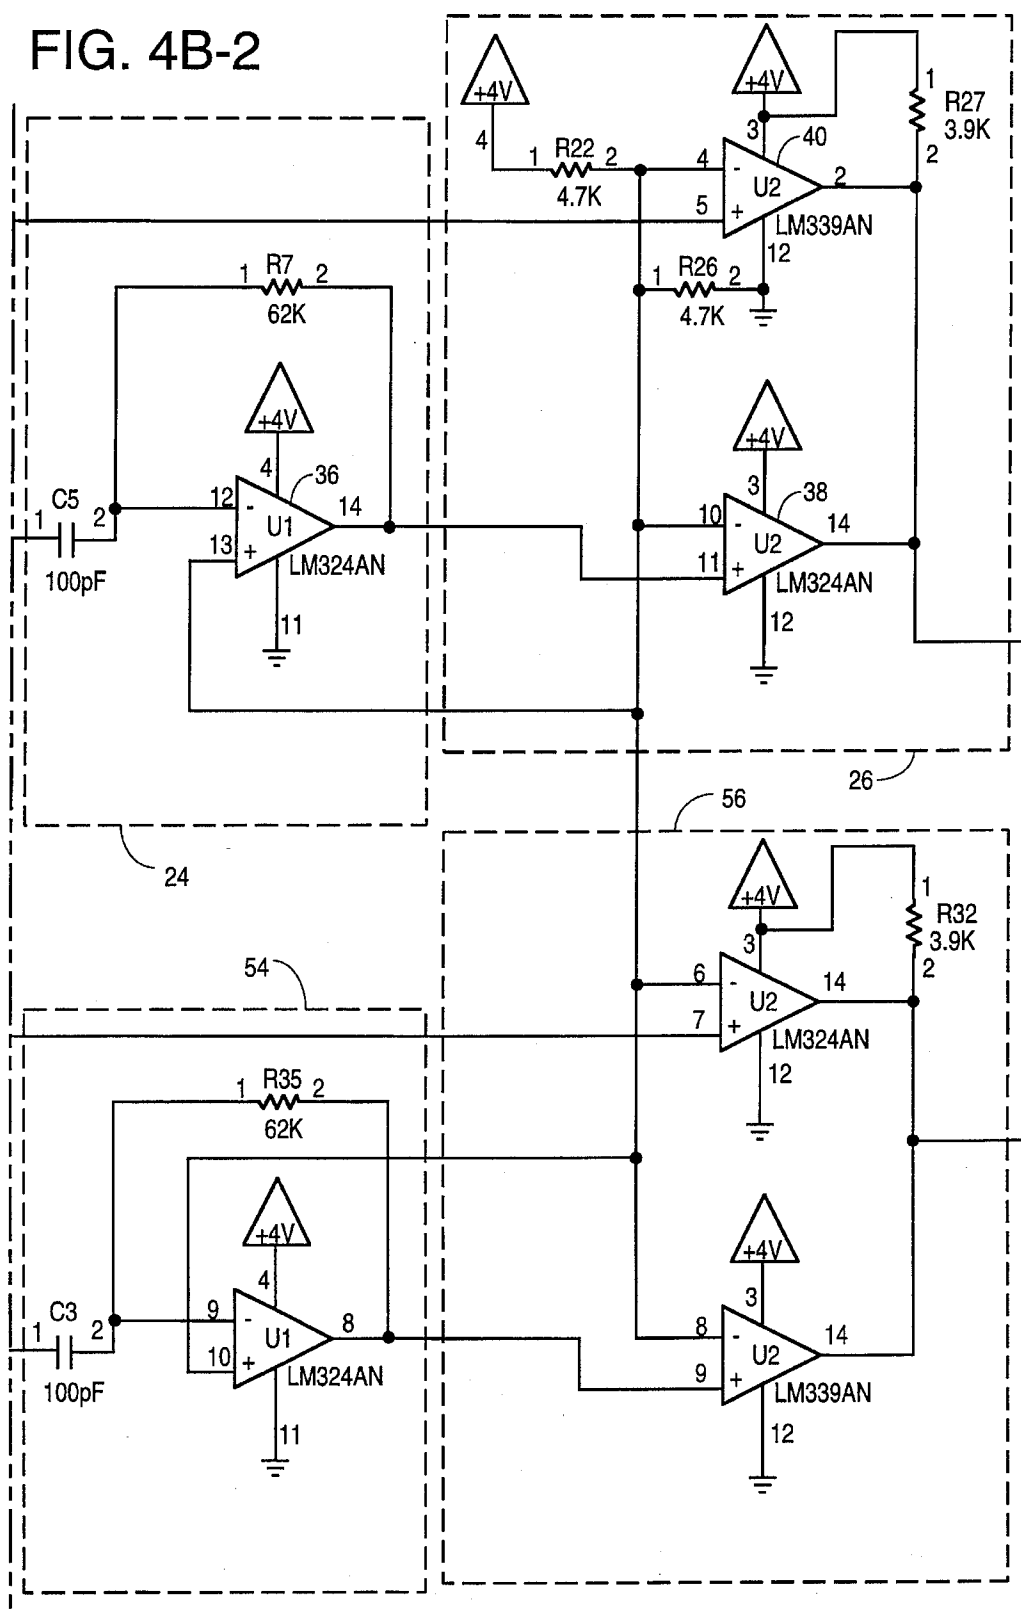 FIG. 4B-2
+4V
4
1 R22 2
4.7K
+4V
3
40
1
R27
3.9K
2
4
-
U2
2
5
+
LM339AN
12
1 R26 2
4.7K
1 R7 2
62K
+4V
4
36
12
-
U1
14
13
+
LM324AN
11
C5
1 2
100pF
+4V
3
38
10
-
U2
14
11
+
LM324AN
12
26
24
56
+4V
3
1
R32
3.9K
2
6
-
U2
14
7
+
LM324AN
12
54
1 R35 2
62K
+4V
4
9
-
U1
8
10
+
LM324AN
11
C3
1 2
100pF
+4V
3
8
-
U2
14
9
+
LM339AN
12